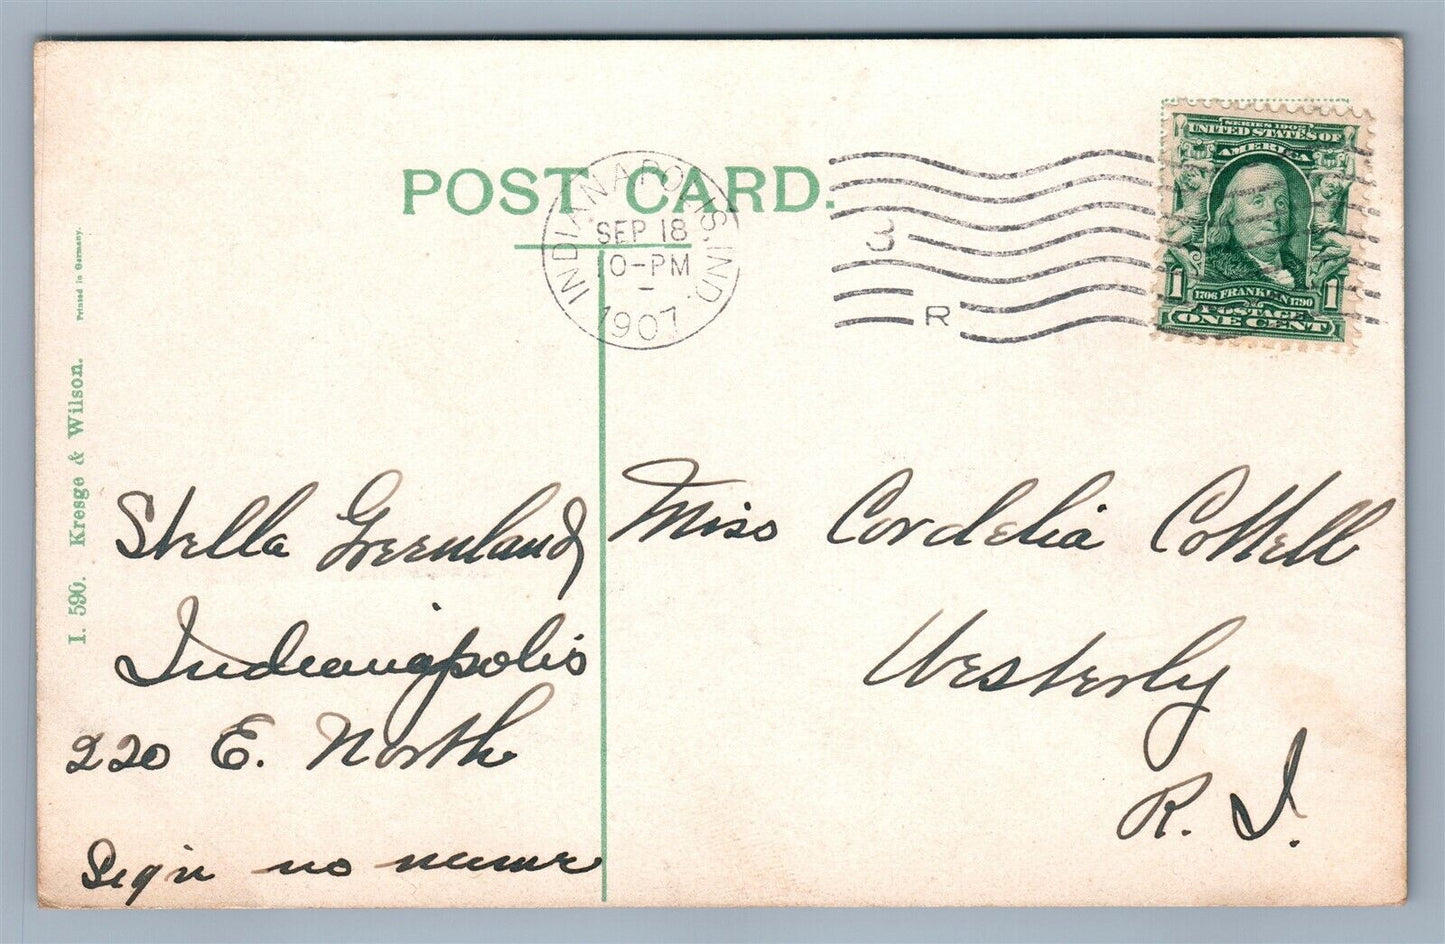 POST CARD.
INDIANAPOLIS, IND.
SEP 18
10-PM
1907
3
R
SERIES 1902
UNITED STATES OF
AMERICA
1706 FRANKLIN 1790
1 1
POSTAGE
ONE CENT
Printed in Germany.
I. 590. Kresge & Wilson.
Stella Greenland
Indianapolis
220 E. North
Sign no name
Miss Cordelia Cottrell
Westerly
R. I.